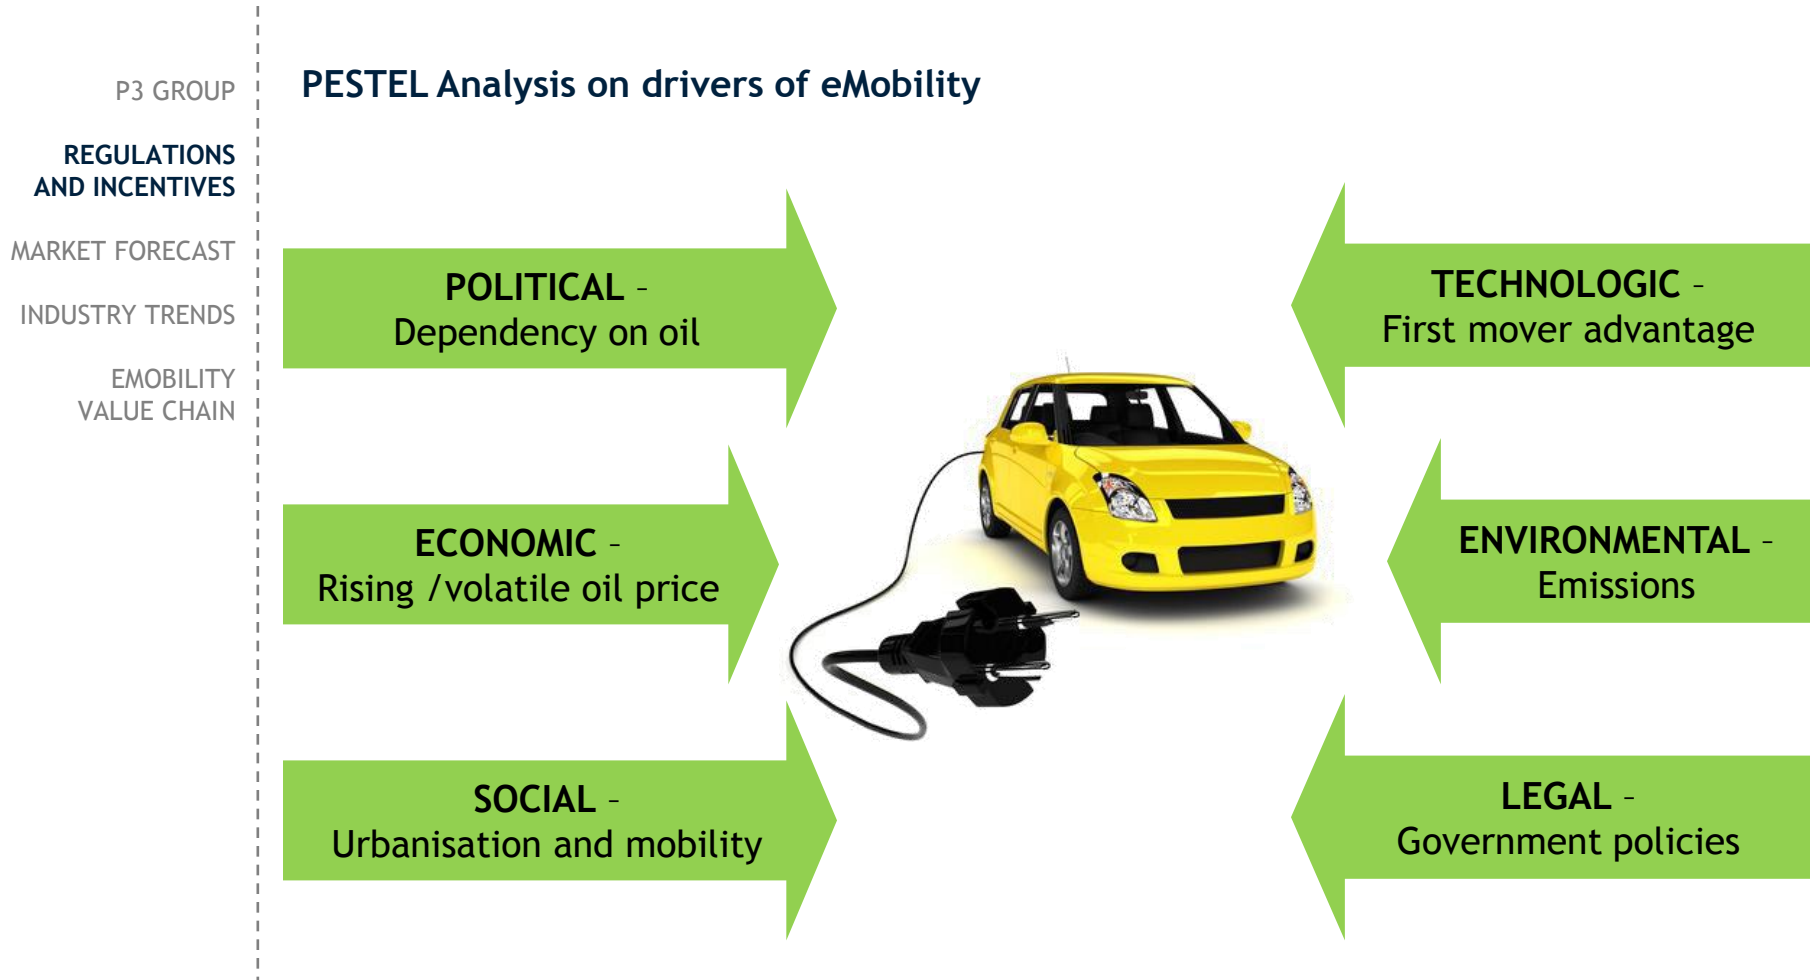 P3 GROUP
REGULATIONS
AND INCENTIVES
MARKET FORECAST
INDUSTRY TRENDS
EMOBILITY
VALUE CHAIN
PESTEL Analysis on drivers of eMobility
POLITICAL –
Dependency on oil
ECONOMIC –
Rising /volatile oil price
SOCIAL –
Urbanisation and mobility
TECHNOLOGIC –
First mover advantage
ENVIRONMENTAL –
Emissions
LEGAL –
Government policies